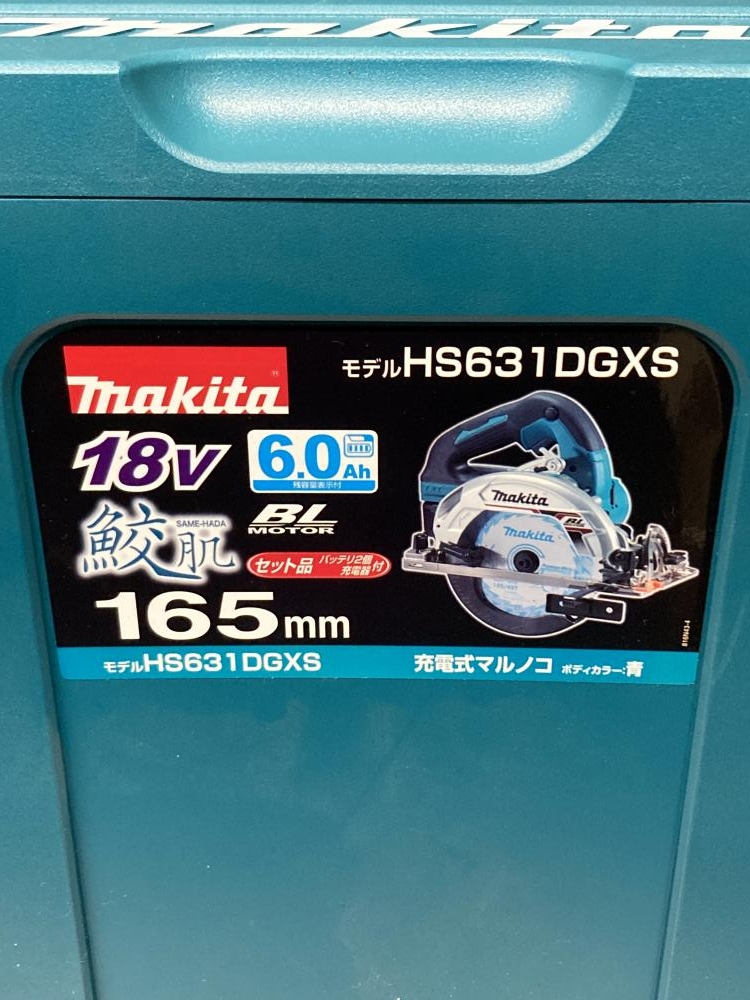 makita
モデルHS631DGXS
makita®
18V
6.0Ah
残容量表示付
鮫肌
SAME-HADA
BL
MOTOR
セット品 バッテリ2個 充電器付
165mm
makita
makita
BL
モデルHS631DGXS 充電式マルノコ ボディカラー:青
816N43-4